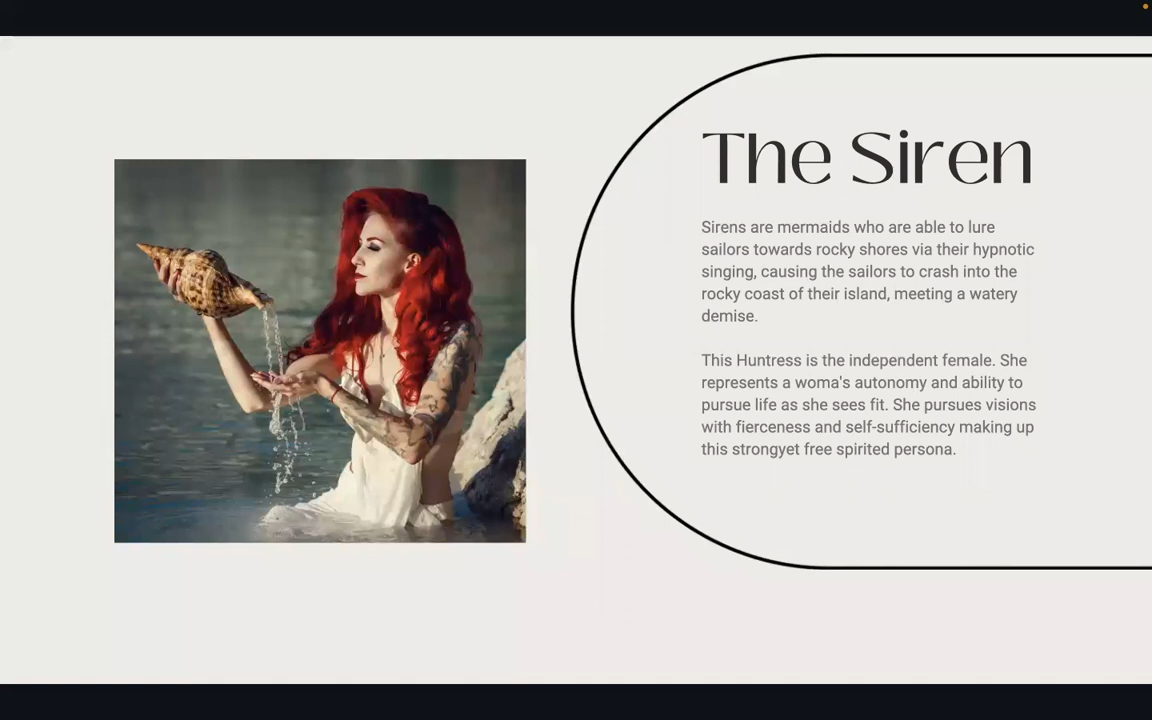 The Siren
Sirens are mermaids who are able to lure
sailors towards rocky shores via their hypnotic
singing, causing the sailors to crash into the
rocky coast of their island, meeting a watery
demise.
This Huntress is the independent female. She
represents a woma's autonomy and ability to
pursue life as she sees fit. She pursues visions
with fierceness and self-sufficiency making up
this strongyet free spirited persona.